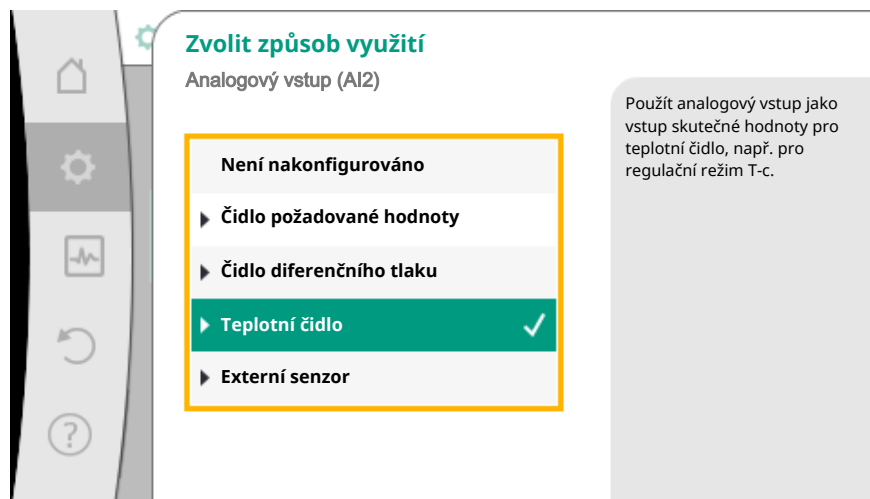 Zvolit způsob využití
Analogový vstup (AI2)
Není nakonfigurováno
Čidlo požadované hodnoty
Čidlo diferenčního tlaku
Teplotní čidlo
Externí senzor
Použít analogový vstup jako
vstup skutečné hodnoty pro
teplotní čidlo, např. pro
regulační režim T-c.
?